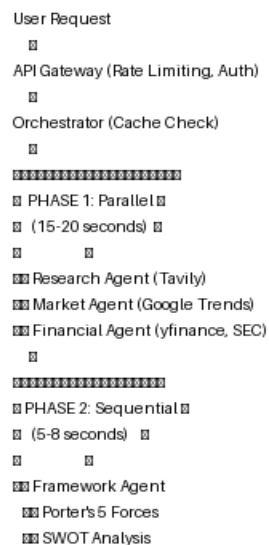 User Request
API Gateway (Rate Limiting, Auth)
Orchestrator (Cache Check)
PHASE 1: Parallel
(15-20 seconds)
Research Agent (Tavily)
Market Agent (Google Trends)
Financial Agent (yfinance, SEC)
PHASE 2: Sequential
(5-8 seconds)
Framework Agent
Porter's 5 Forces
SWOT Analysis